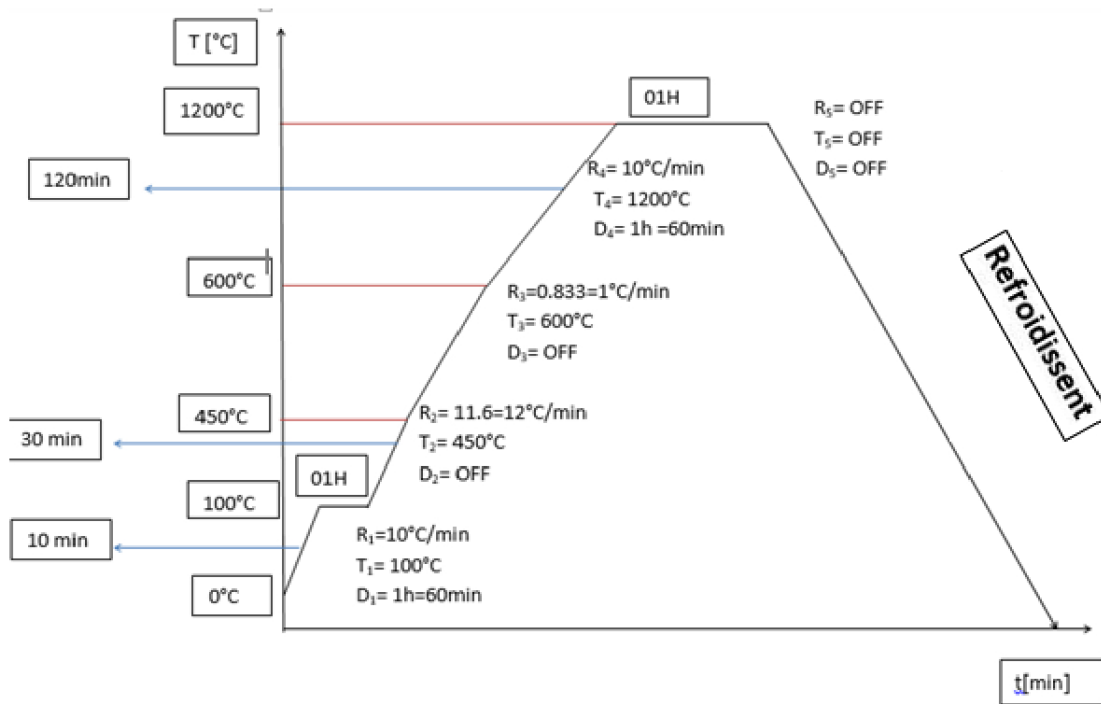 T [°C]
1200°C
01H
R₅= OFF
T₅= OFF
D₅= OFF
120min
R₄= 10°C/min
T₄= 1200°C
D₄= 1h =60min
600°C
R₃=0.833=1°C/min
T₃= 600°C
D₃= OFF
Refroidissent
450°C
30 min
R₂= 11.6=12°C/min
T₂= 450°C
D₂= OFF
01H
100°C
10 min
R₁=10°C/min
T₁= 100°C
D₁= 1h=60min
0°C
t[min]